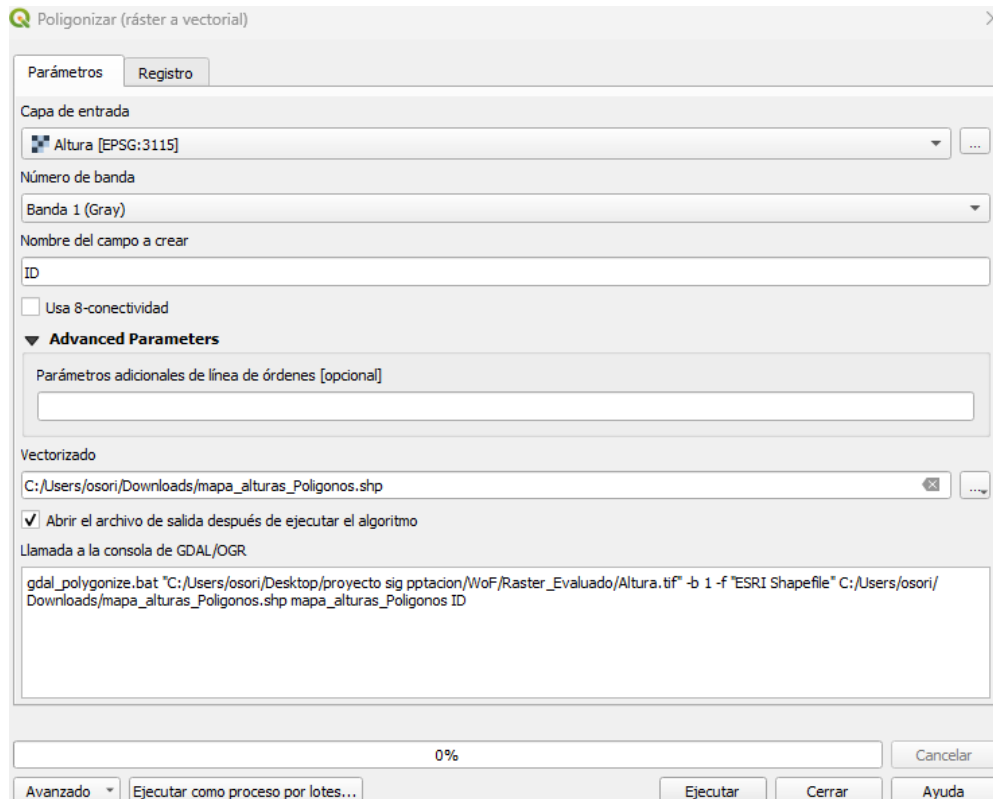 Poligonizar (ráster a vectorial)
Parámetros
Registro
Capa de entrada
Altura [EPSG:3115]
...
Número de banda
Banda 1 (Gray)
Nombre del campo a crear
ID
Usa 8-conectividad
Advanced Parameters
Parámetros adicionales de línea de órdenes [opcional]
Vectorizado
C:/Users/osori/Downloads/mapa_alturas_Poligonos.shp
...
Abrir el archivo de salida después de ejecutar el algoritmo
Llamada a la consola de GDAL/OGR
gdal_polygonize.bat "C:/Users/osori/Desktop/proyecto sig pptacion/WoF/Raster_Evaluado/Altura.tif" -b 1 -f "ESRI Shapefile" C:/Users/osori/
Downloads/mapa_alturas_Poligonos.shp mapa_alturas_Poligonos ID
0%
Cancelar
Avanzado
Ejecutar como proceso por lotes...
Ejecutar
Cerrar
Ayuda